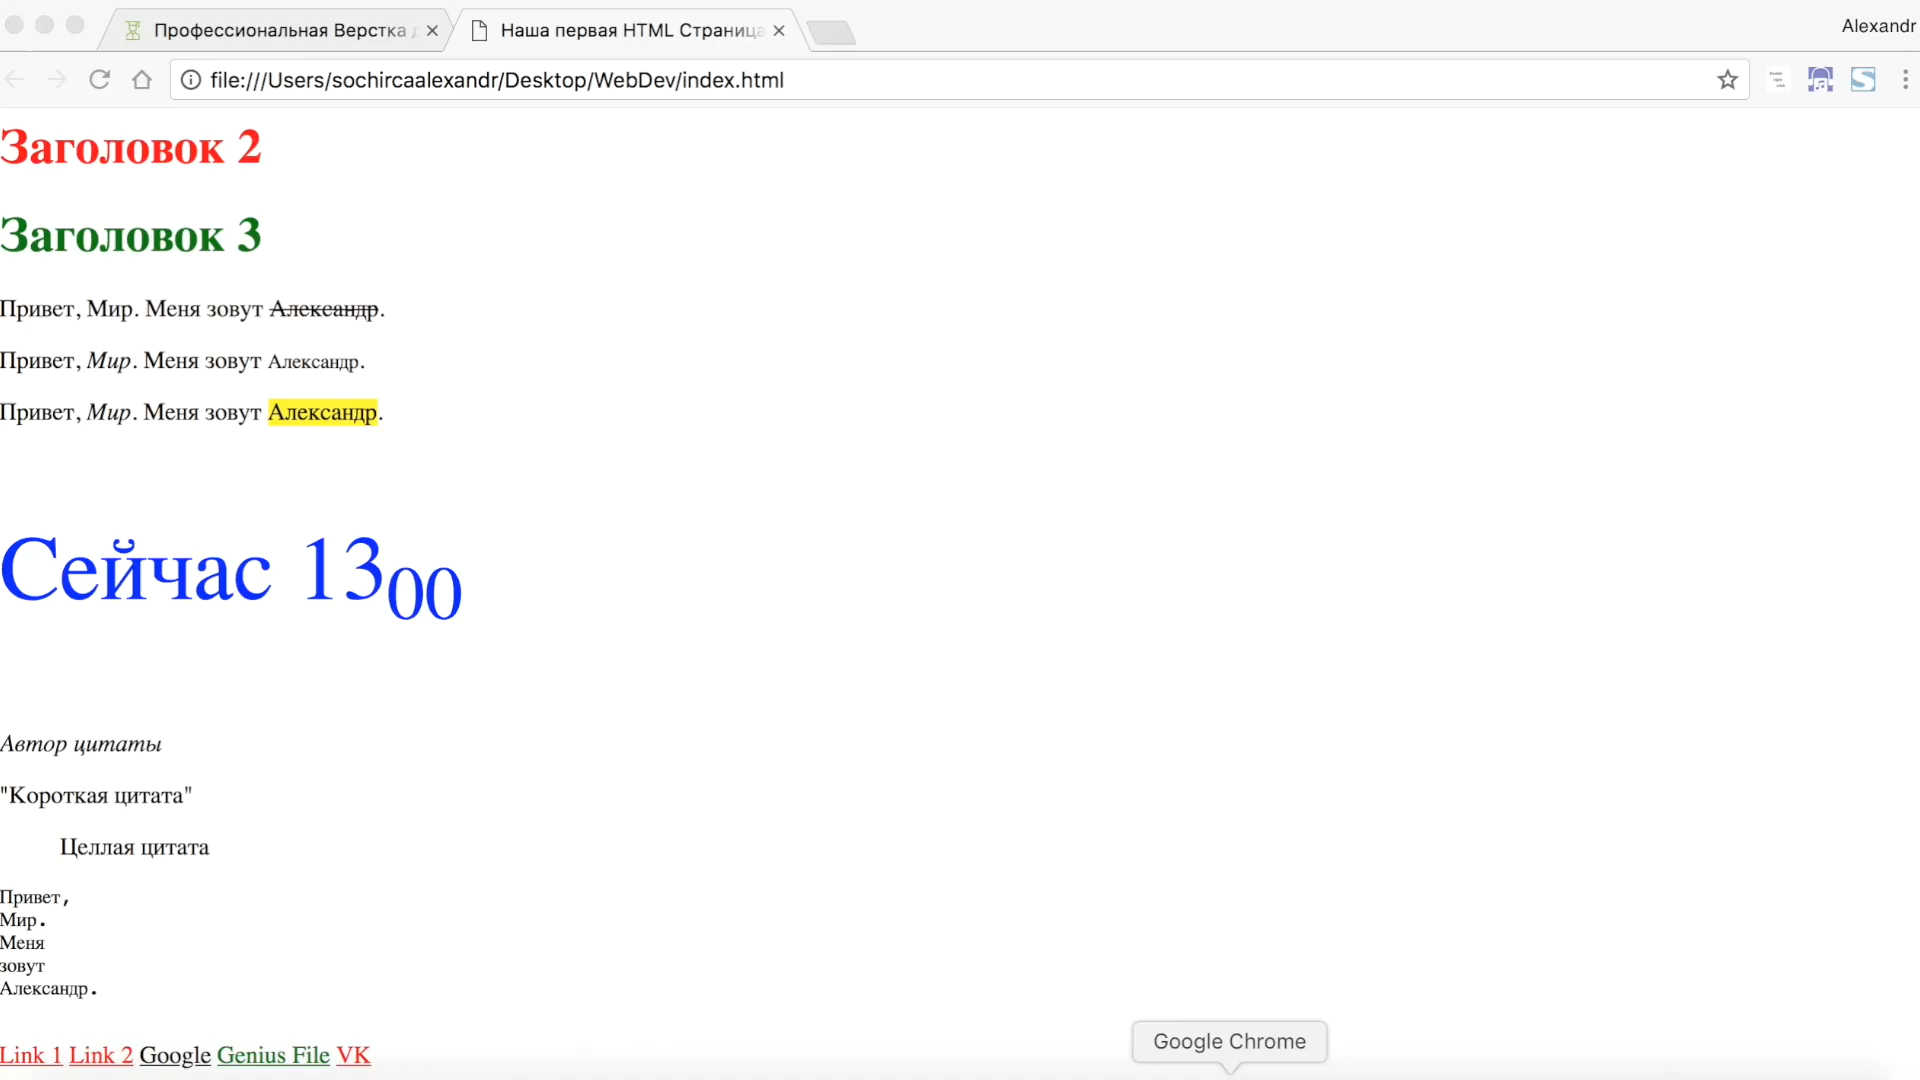 Профессиональная Верстка
Наша первая HTML Страница
Alexandr
file:///Users/sochircaalexandr/Desktop/WebDev/index.html
Заголовок 2
Заголовок 3
Привет, Мир. Меня зовут Александр.
Привет, Мир. Меня зовут Александр.
Привет, Мир. Меня зовут Александр.
Сейчас 1300
Автор цитаты
"Короткая цитата"
Целлая цитата
Привет,
Мир.
Меня
зовут
Александр.
Link 1 Link 2 Google Genius File VK
Google Chrome